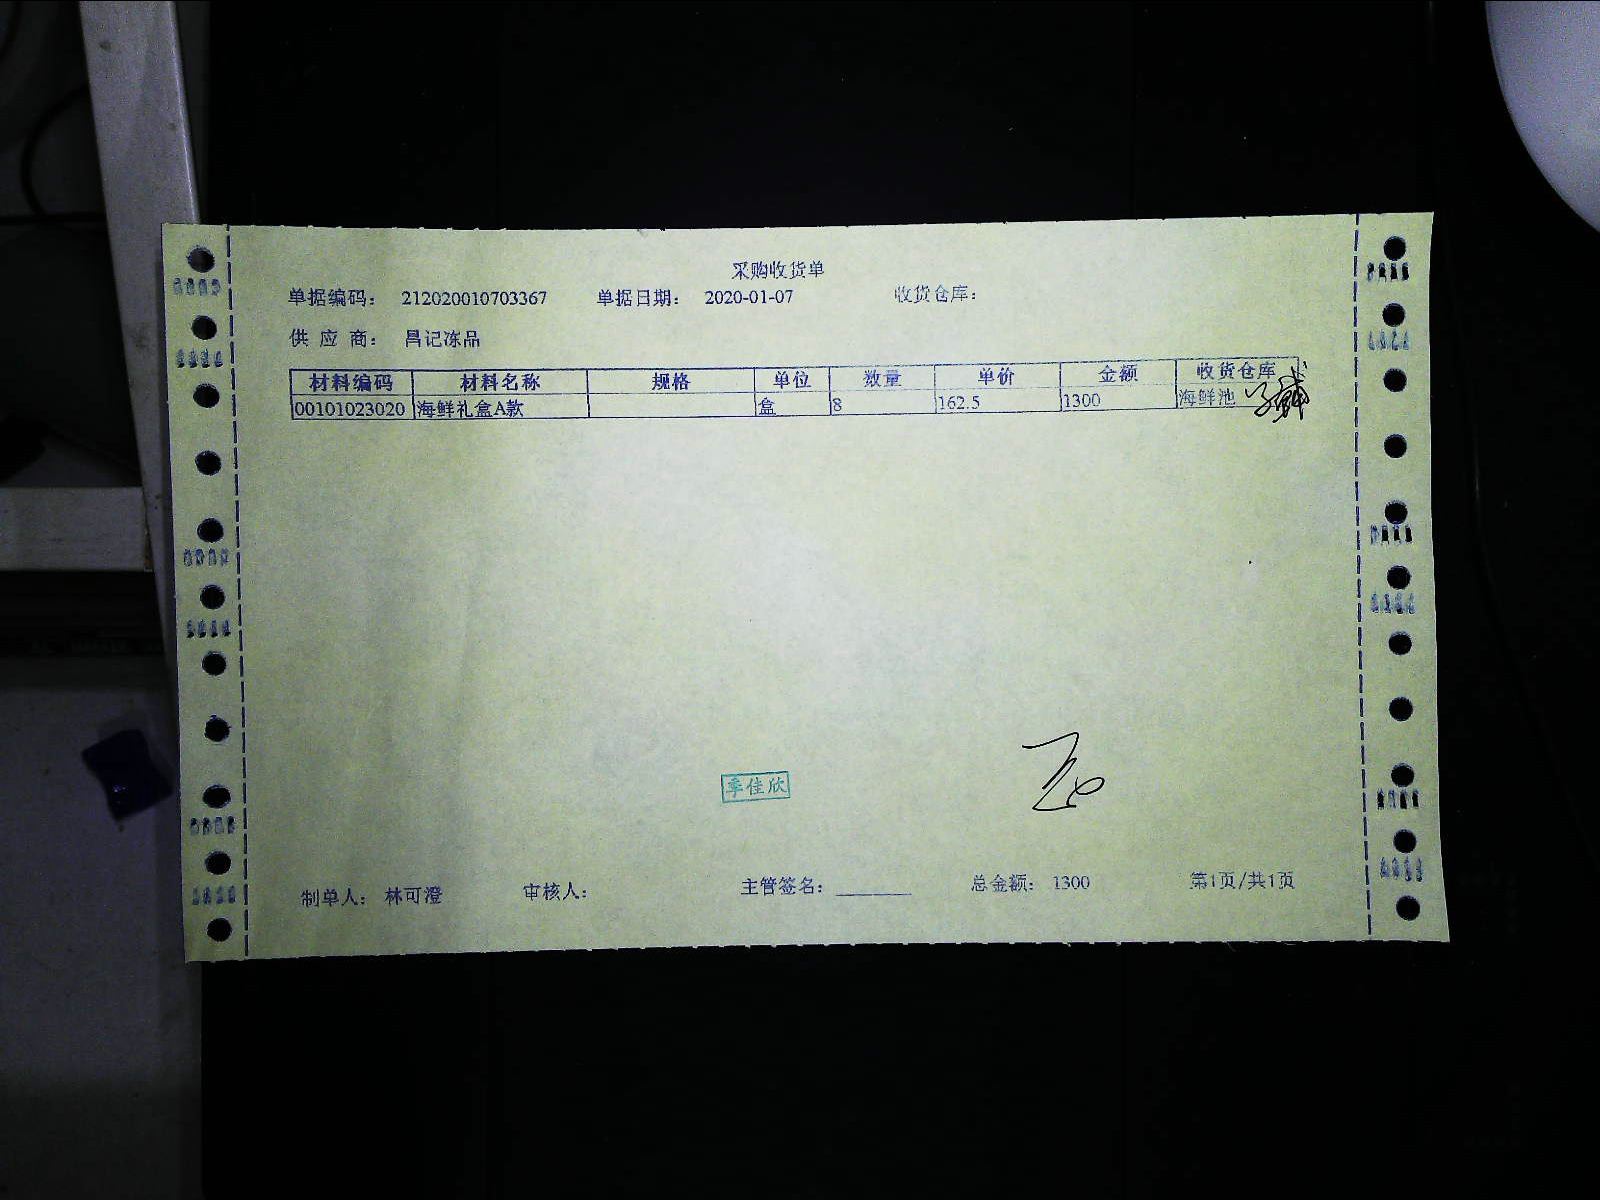 采购收货单
单据编码： 212020010703367 单据日期： 2020-01-07 收货仓库：
供 应 商： 昌记冻品
材料编码 材料名称 规格 单位 数量 单价 金额 收货仓库
00101023020 海鲜礼盒A款 盒 8 162.5 1300 海鲜池
季佳欣
制单人： 林可澄 审核人： 主管签名：________ 总金额： 1300 第1页/共1页